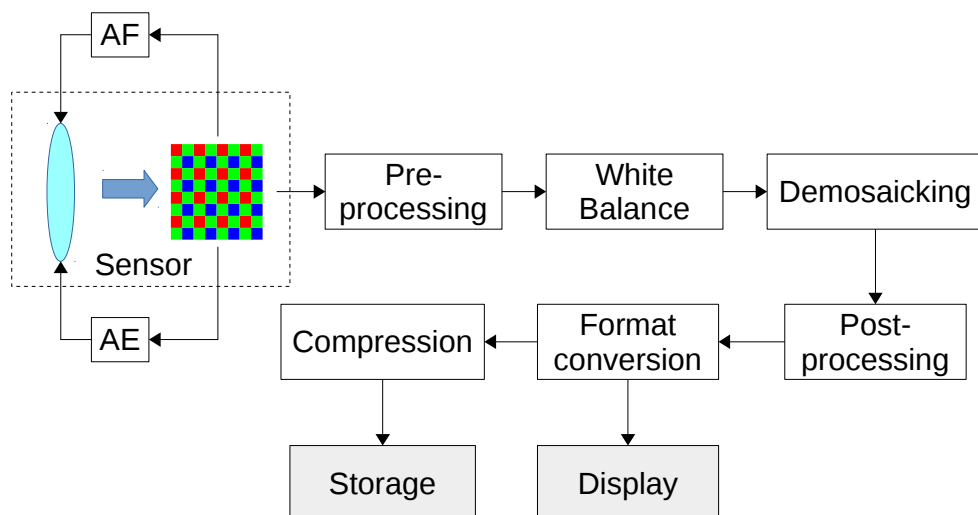 AF
Sensor
AE
Pre-
processing
White
Balance
Demosaicking
Post-
processing
Format
conversion
Compression
Storage
Display